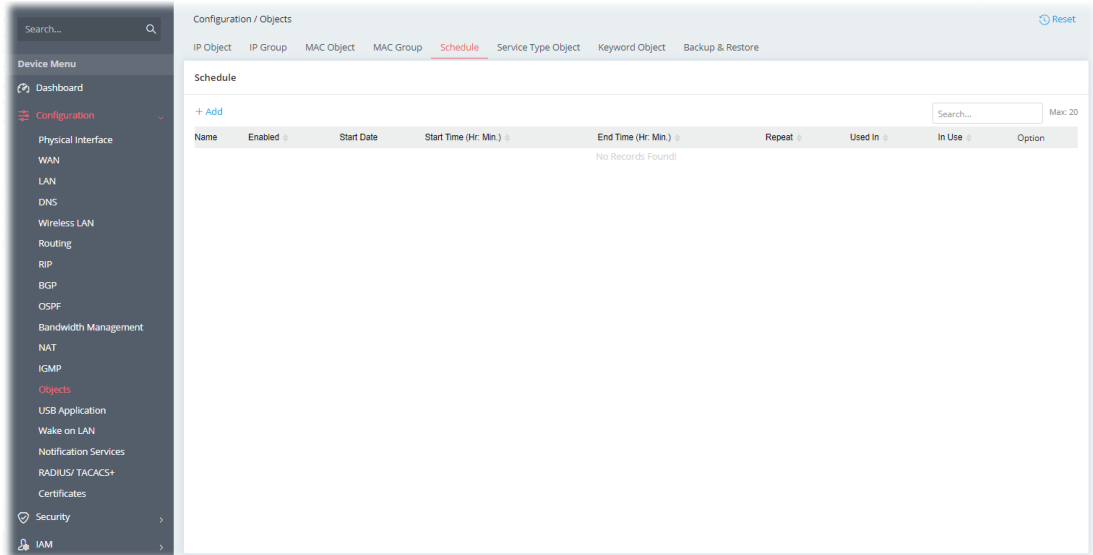 Search...
Device Menu
Dashboard
Configuration
Physical Interface
WAN
LAN
DNS
Wireless LAN
Routing
RIP
BGP
OSPF
Bandwidth Management
NAT
IGMP
Objects
USB Application
Wake on LAN
Notification Services
RADIUS/ TACACS+
Certificates
Security
IAM
Configuration / Objects
Reset
IP Object IP Group MAC Object MAC Group Schedule Service Type Object Keyword Object Backup & Restore
Schedule
+ Add
Search...
Max: 20
Name Enabled Start Date Start Time (Hr: Min.) End Time (Hr: Min.) Repeat Used In In Use Option
No Records Found!